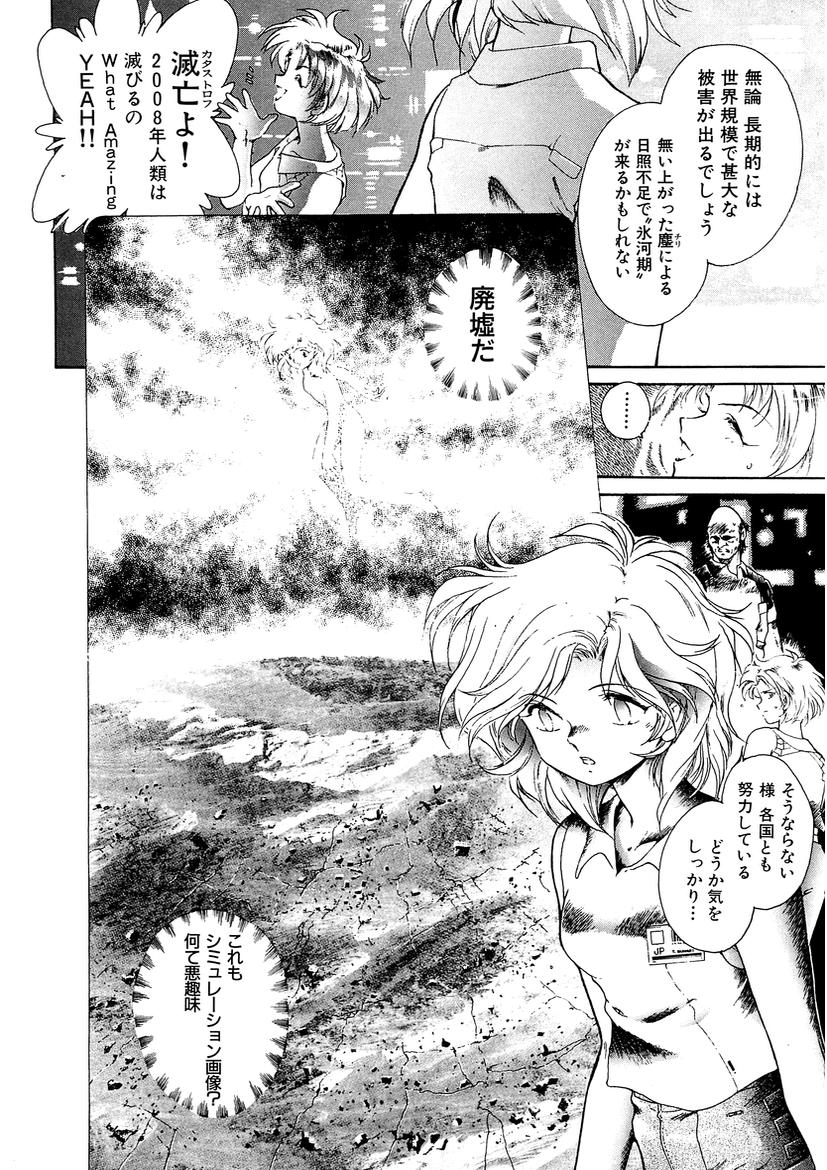 無論 長期的には
世界規模で甚大な
被害が出るでしょう
無い上がった塵による
チリ
日照不足で〝氷河期〟
が来るかもしれない
滅亡よ！
カタストロフ
2008年人類は
滅びるの
What Amazing
YEAH!!
廃墟だ
……
そうならない
様 各国とも
努力している
どうか気を
しっかり…
JP
これも
シミュレーション画像？
何て悪趣味